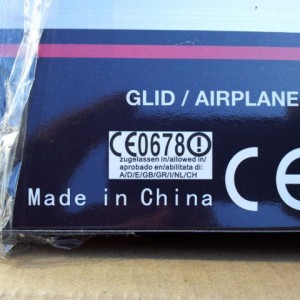 GLID / AIRPLANE
CE0678
zugelassen in/allowed in/
aprobado en/abilitata di:
A/D/E/GB/GR/I/NL/CH
Made in China
CE